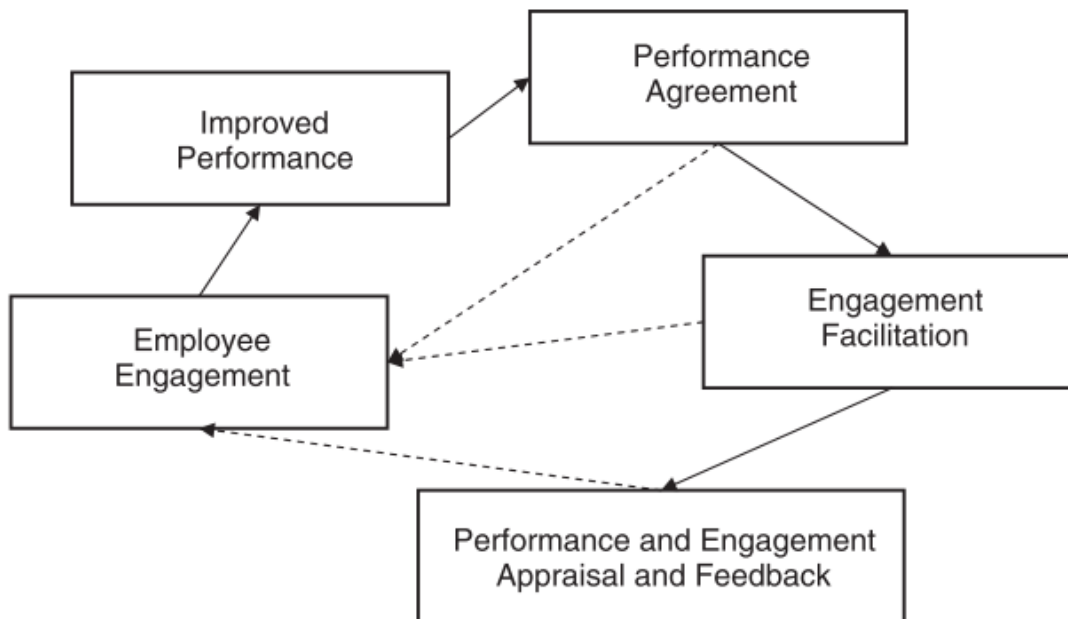 Performance
Agreement
Improved
Performance
Engagement
Facilitation
Employee
Engagement
Performance and Engagement
Appraisal and Feedback